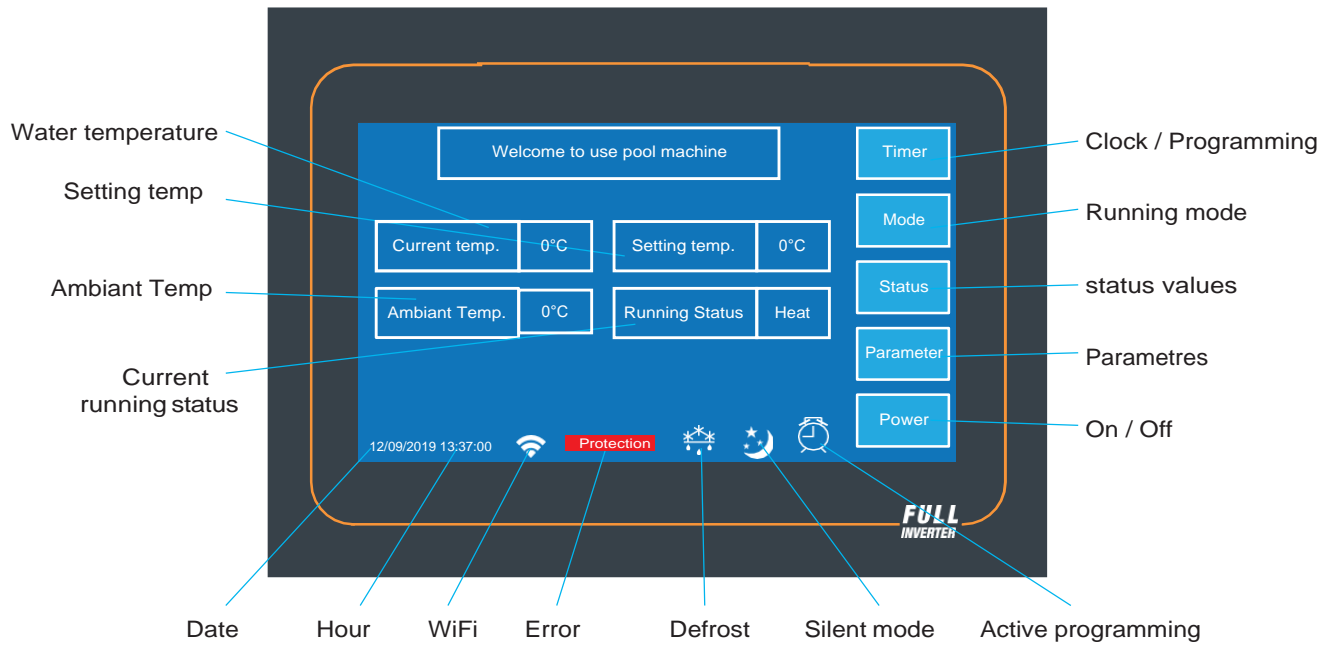 Welcome to use pool machine
Timer
Clock / Programming
Water temperature
Setting temp
Mode
Running mode
Current temp.
0°C
Setting temp.
0°C
Ambiant Temp
Status
status values
Ambiant Temp.
0°C
Running Status
Heat
Parameter
Parametres
Current
running status
Power
On / Off
12/09/2019 13:37:00
Protection
FULL
INVERTER
Date
Hour
WiFi
Error
Defrost
Silent mode
Active programming